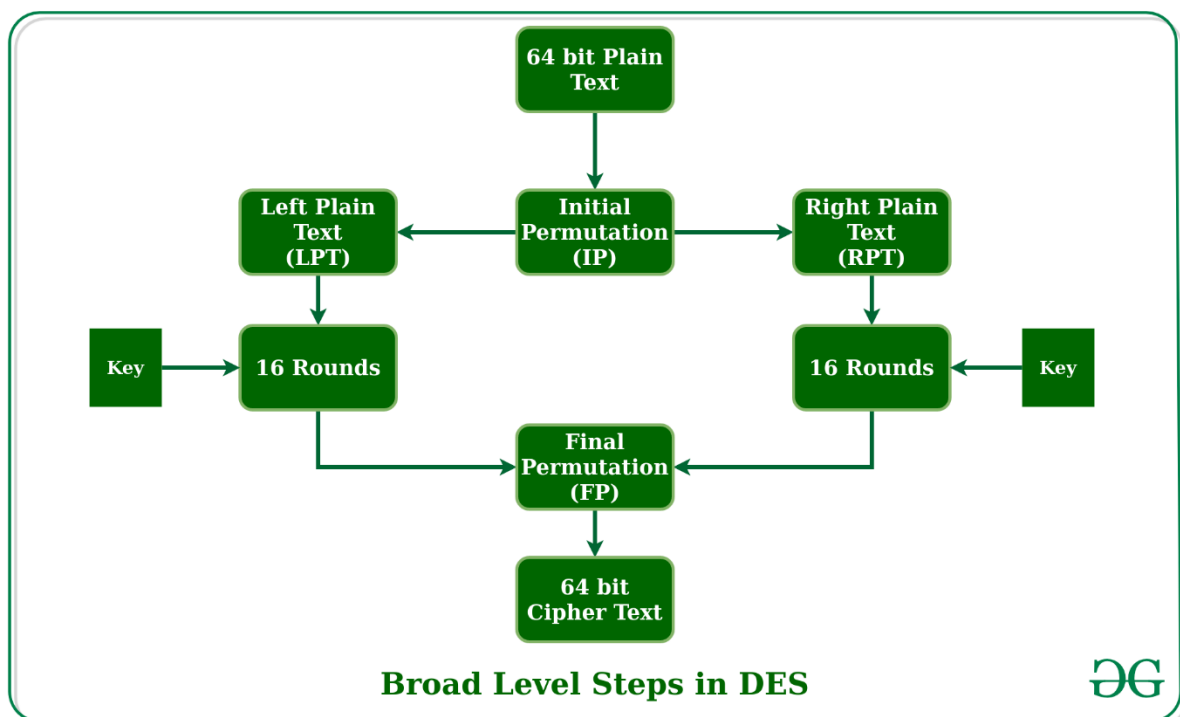 64 bit Plain
Text
Left Plain
Text
(LPT)
Initial
Permutation
(IP)
Right Plain
Text
(RPT)
Key
16 Rounds
16 Rounds
Key
Final
Permutation
(FP)
64 bit
Cipher Text
Broad Level Steps in DES